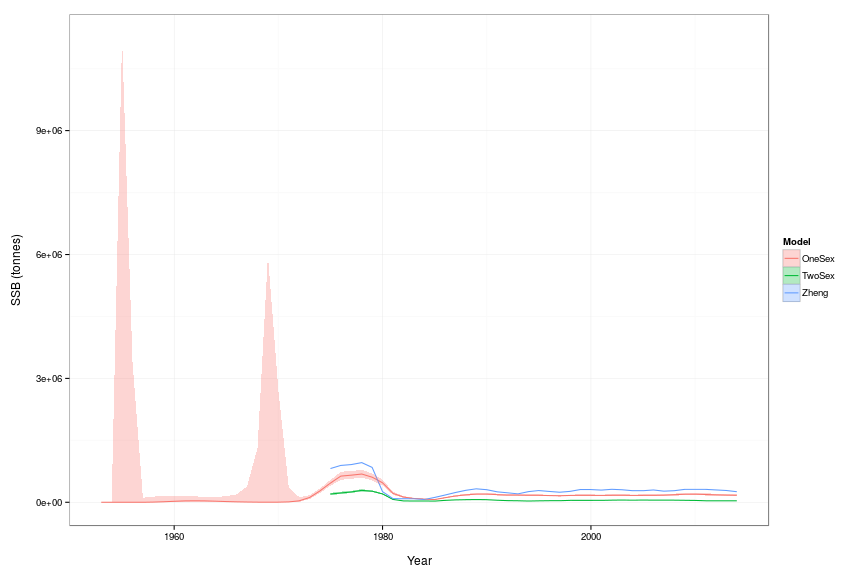 9e+06
6e+06
3e+06
0e+00
SSB (tonnes)
1960
1980
2000
Year
Model
OneSex
TwoSex
Zheng